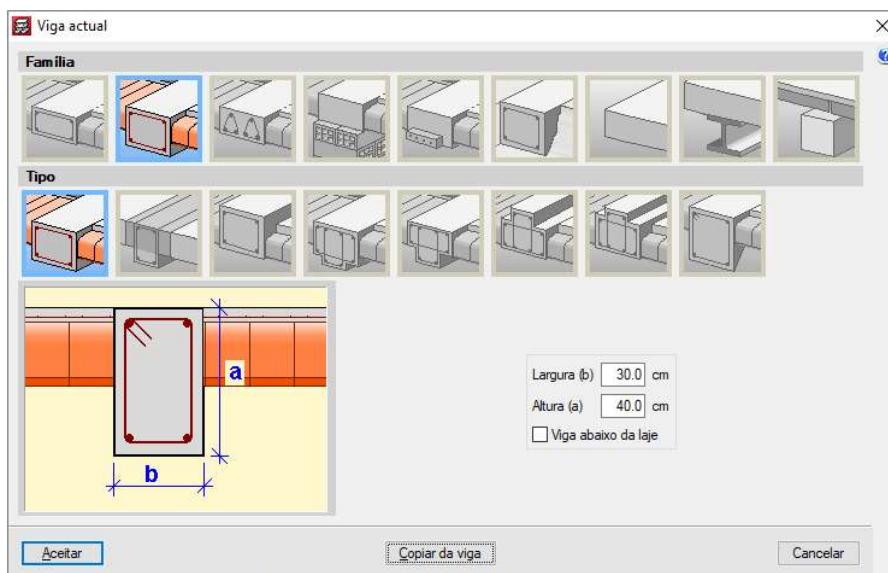 Viga actual
Família
Tipo
a
b
Largura (b) 30.0 cm
Altura (a) 40.0 cm
Viga abaixo da laje
Aceitar
Copiar da viga
Cancelar